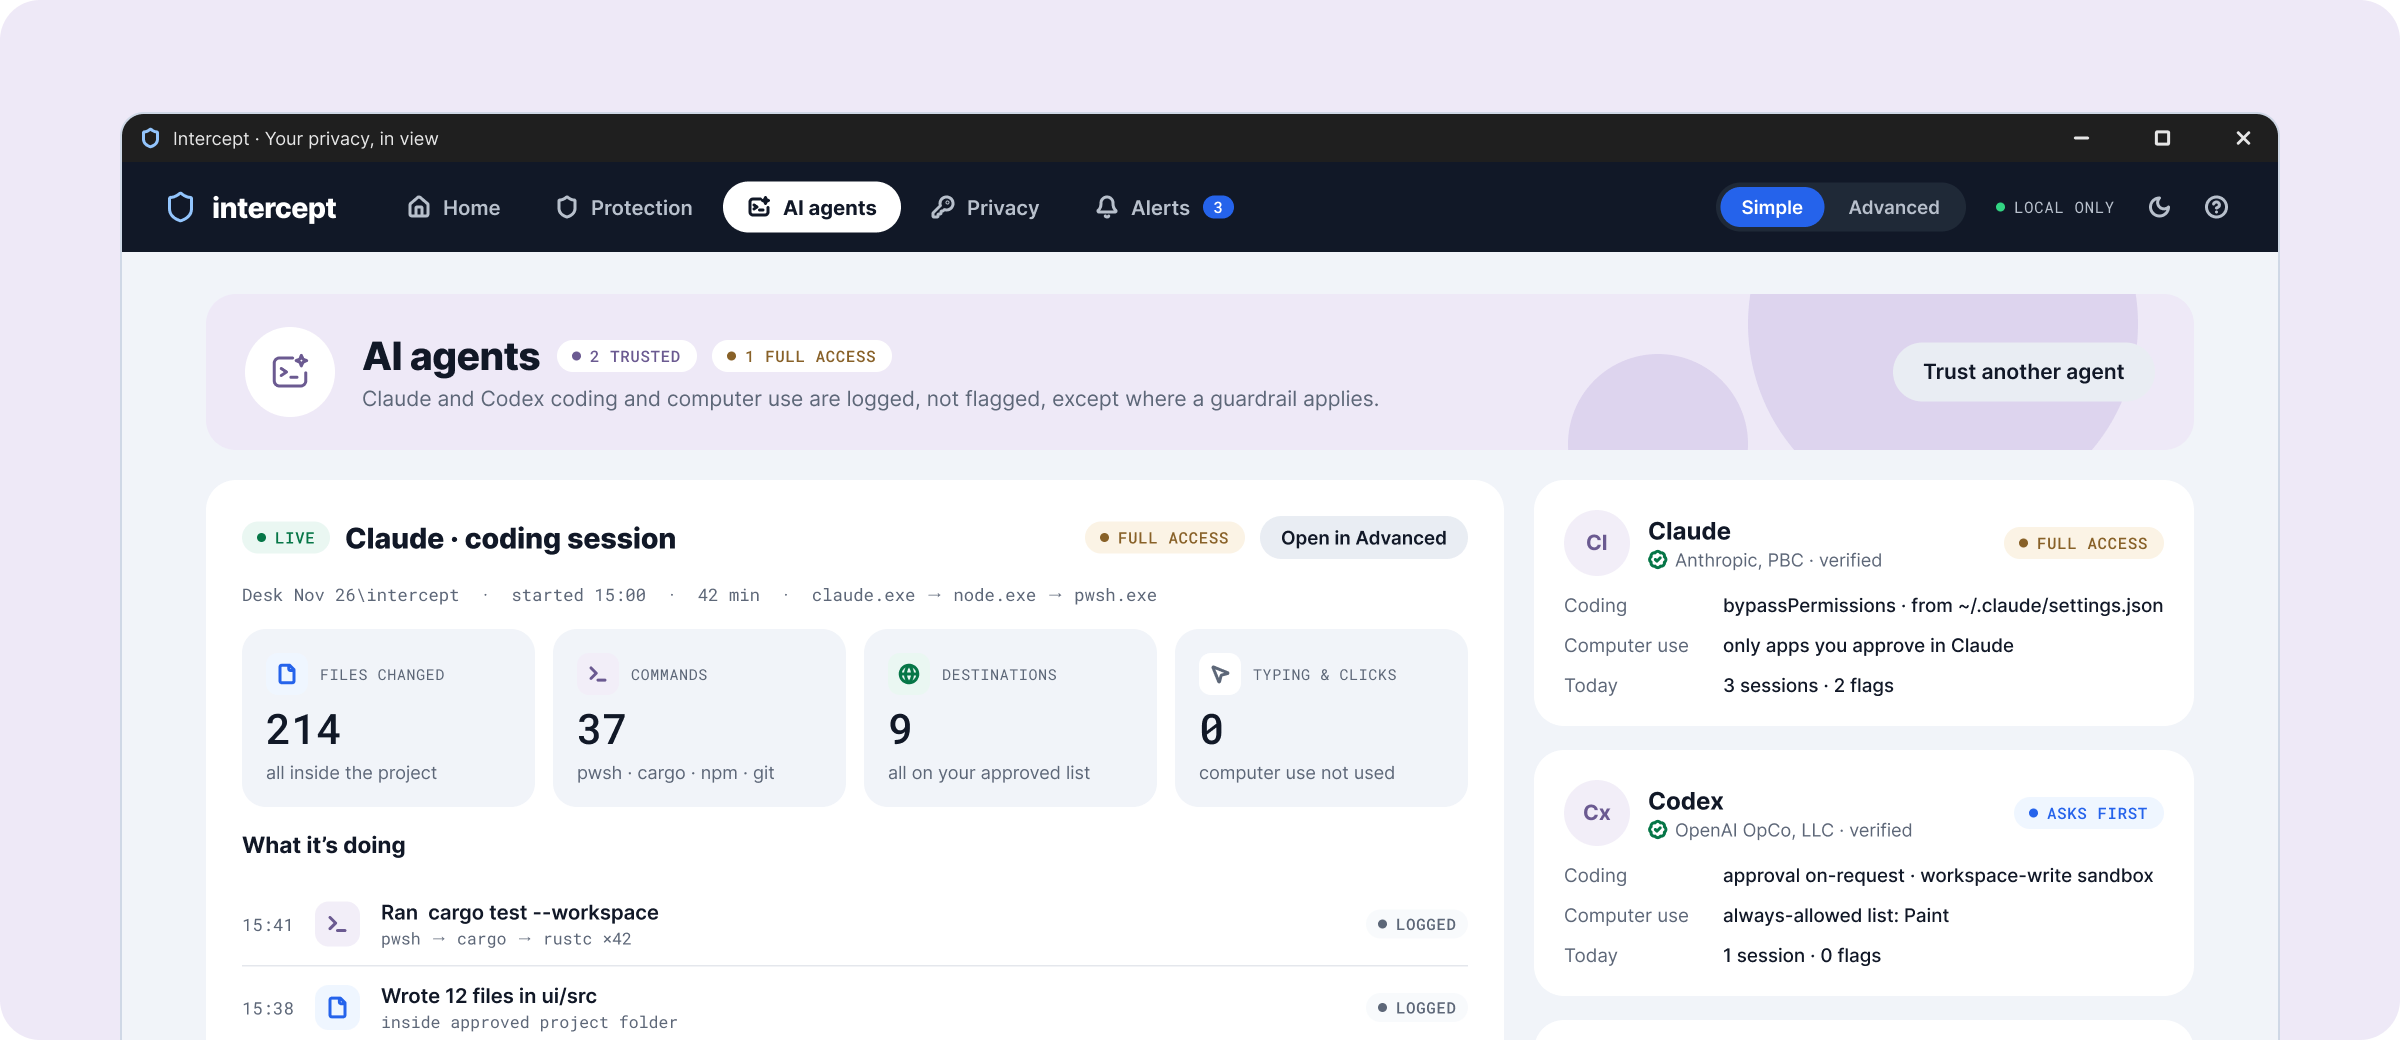 Intercept · Your privacy, in view
intercept
Home
Protection
AI agents
Privacy
Alerts 3
Simple
Advanced
LOCAL ONLY
AI agents
2 TRUSTED
1 FULL ACCESS
Claude and Codex coding and computer use are logged, not flagged, except where a guardrail applies.
Trust another agent
LIVE
Claude · coding session
FULL ACCESS
Open in Advanced
Desk Nov 26\intercept · started 15:00 · 42 min · claude.exe → node.exe → pwsh.exe
FILES CHANGED
214
all inside the project
COMMANDS
37
pwsh · cargo · npm · git
DESTINATIONS
9
all on your approved list
TYPING & CLICKS
0
computer use not used
What it’s doing
15:41
Ran cargo test --workspace
pwsh → cargo → rustc ×42
LOGGED
15:38
Wrote 12 files in ui/src
inside approved project folder
LOGGED
Cl
Claude
Anthropic, PBC · verified
FULL ACCESS
Coding bypassPermissions · from ~/.claude/settings.json
Computer use only apps you approve in Claude
Today 3 sessions · 2 flags
Cx
Codex
OpenAI OpCo, LLC · verified
ASKS FIRST
Coding approval on-request · workspace-write sandbox
Computer use always-allowed list: Paint
Today 1 session · 0 flags